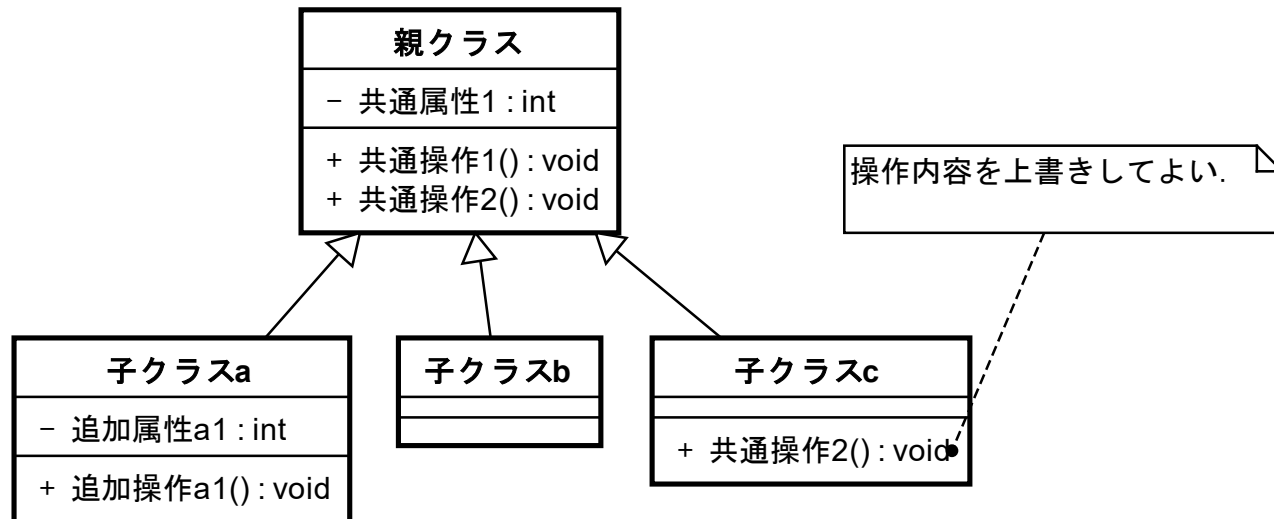 親クラス
- 共通属性1 : int
+ 共通操作1() : void
+ 共通操作2() : void
操作内容を上書きしてよい.
子クラスa
- 追加属性a1 : int
+ 追加操作a1() : void
子クラスb
子クラスc
+ 共通操作2() : void